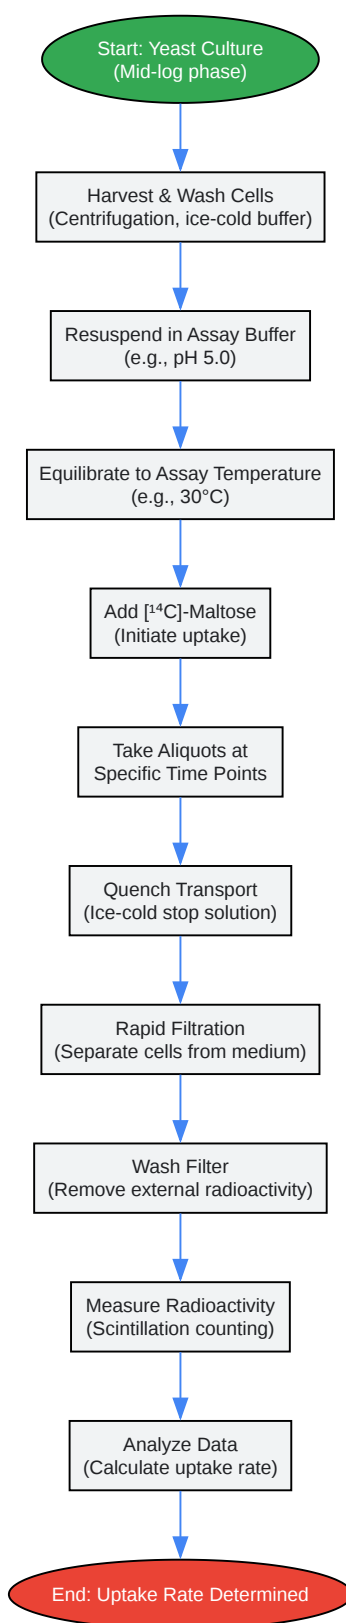 Start: Yeast Culture
(Mid-log phase)
Harvest & Wash Cells
(Centrifugation, ice-cold buffer)
Resuspend in Assay Buffer
(e.g., pH 5.0)
Equilibrate to Assay Temperature
(e.g., 30°C)
Add [¹⁴C]-Maltose
(Initiate uptake)
Take Aliquots at
Specific Time Points
Quench Transport
(Ice-cold stop solution)
Rapid Filtration
(Separate cells from medium)
Wash Filter
(Remove external radioactivity)
Measure Radioactivity
(Scintillation counting)
Analyze Data
(Calculate uptake rate)
End: Uptake Rate Determined